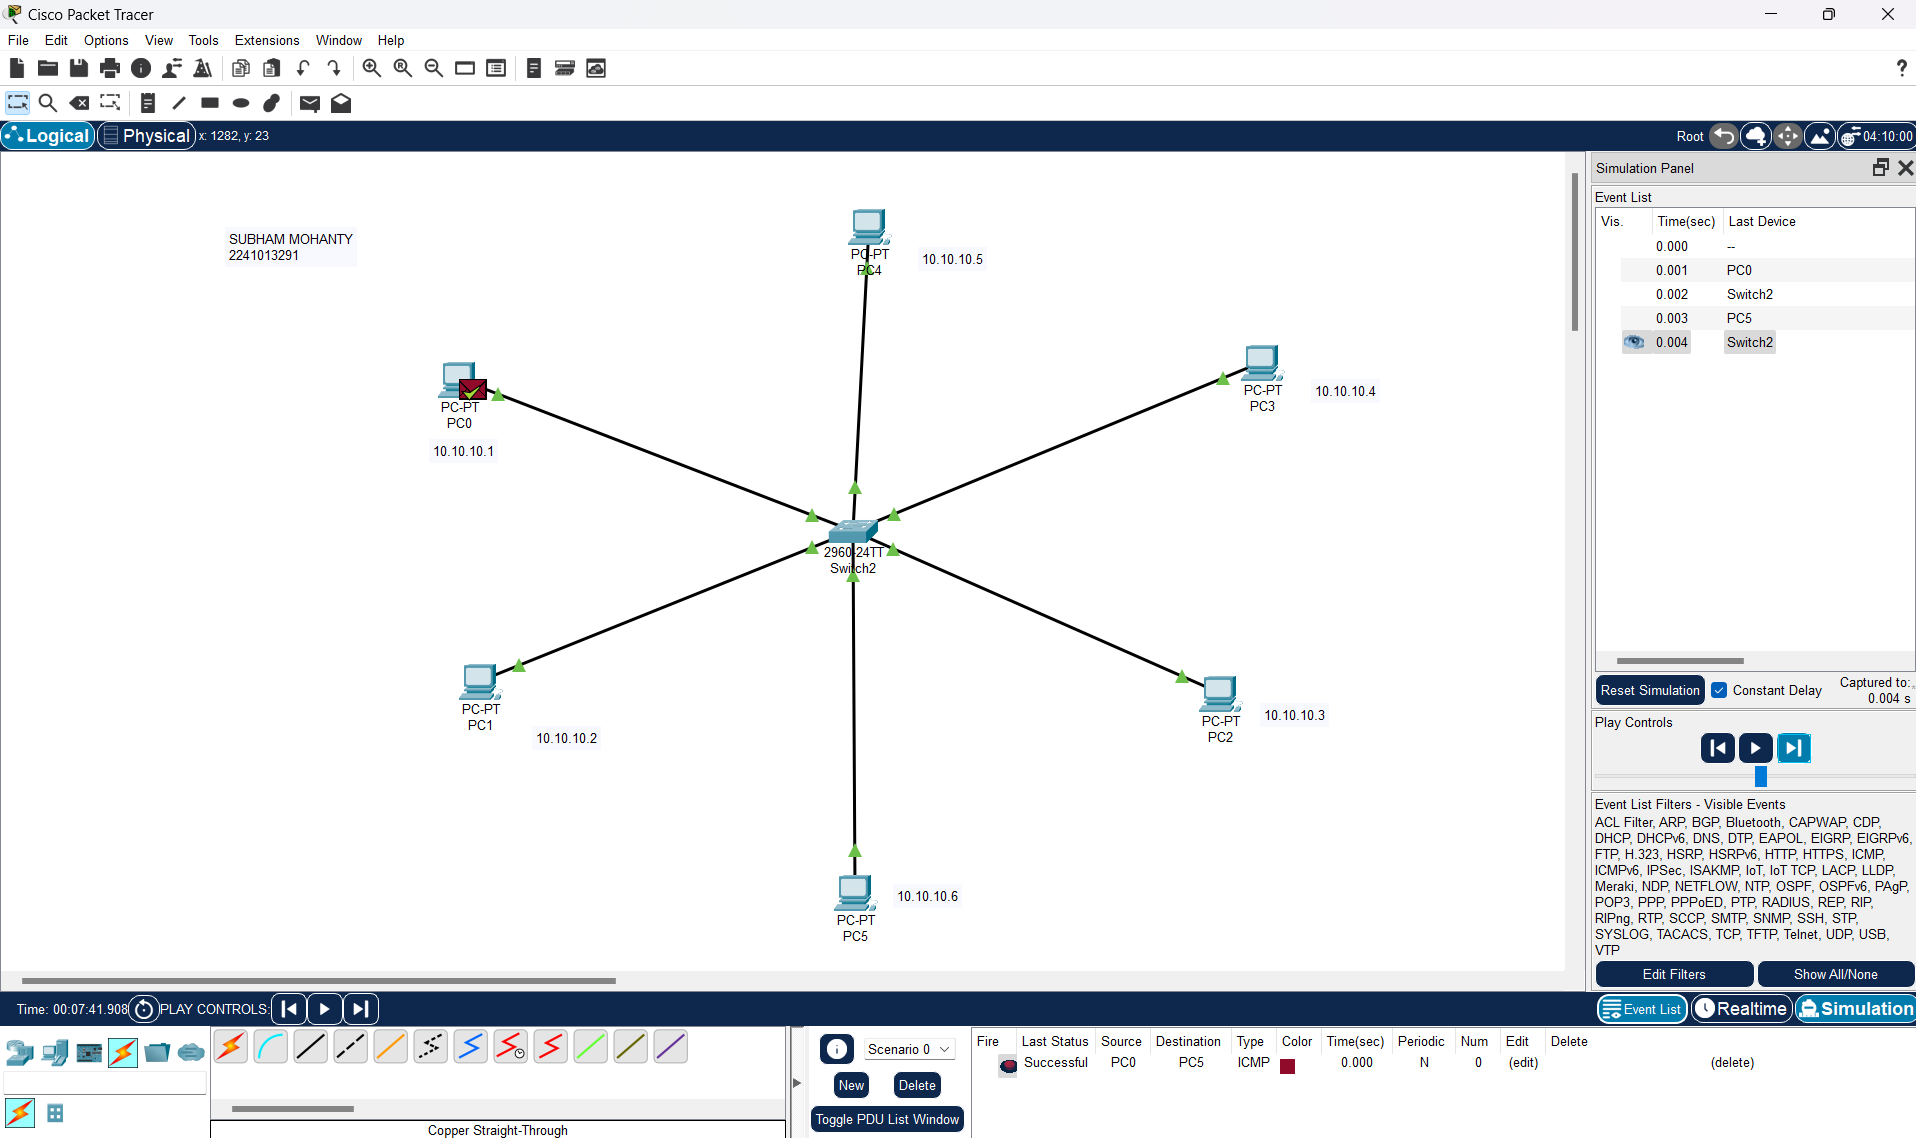 Cisco Packet Tracer
File Edit Options View Tools Extensions Window Help
?
Logical Physical x: 1282, y: 23 Root 04:10:00
SUBHAM MOHANTY
2241013291
PC-PT
PC4
10.10.10.5
PC-PT
PC0
10.10.10.1
PC-PT
PC3
10.10.10.4
2960-24TT
Switch2
PC-PT
PC1
10.10.10.2
PC-PT
PC2
10.10.10.3
PC-PT
PC5
10.10.10.6
Simulation Panel
Event List
Vis. Time(sec) Last Device
0.000 --
0.001 PC0
0.002 Switch2
0.003 PC5
0.004 Switch2
Reset Simulation Constant Delay Captured to:
0.004 s
Play Controls
Event List Filters - Visible Events
ACL Filter, ARP, BGP, Bluetooth, CAPWAP, CDP,
DHCP, DHCPv6, DNS, DTP, EAPOL, EIGRP, EIGRPv6,
FTP, H.323, HSRP, HSRPv6, HTTP, HTTPS, ICMP,
ICMPv6, IPSec, ISAKMP, IoT, IoT TCP, LACP, LLDP,
Meraki, NDP, NETFLOW, NTP, OSPF, OSPFv6, PAgP,
POP3, PPP, PPPoED, PTP, RADIUS, REP, RIP,
RIPng, RTP, SCCP, SMTP, SNMP, SSH, STP,
SYSLOG, TACACS, TCP, TFTP, Telnet, UDP, USB,
VTP
Edit Filters Show All/None
Time: 00:07:41.908 PLAY CONTROLS: Event List Realtime Simulation
Copper Straight-Through
Scenario 0
New Delete
Toggle PDU List Window
Fire Last Status Source Destination Type Color Time(sec) Periodic Num Edit Delete
Successful PC0 PC5 ICMP 0.000 N 0 (edit) (delete)